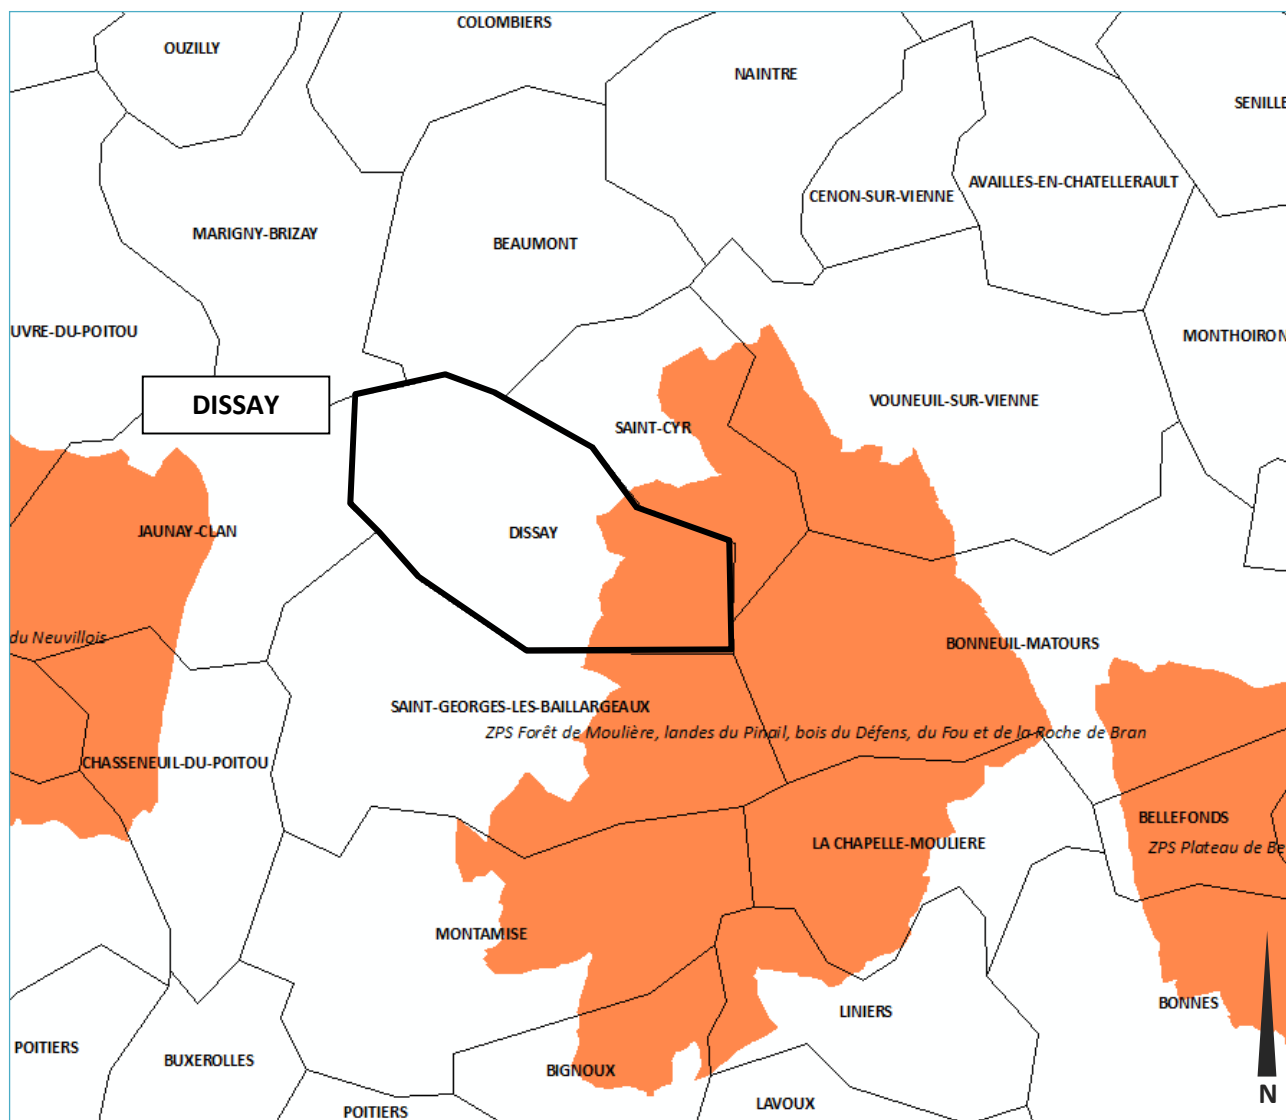 COLOMBIERS
OUZILLY
NAINTRE
SENILLE
AVAILLES-EN-CHATELLERAULT
CENON-SUR-VIENNE
MARIGNY-BRIZAY
BEAUMONT
UVRE-DU-POITOU
MONTHOIRON
DISSAY
VOUNEUIL-SUR-VIENNE
SAINT-CYR
JAUNAY-CLAN
DISSAY
du Neuvillois
BONNEUIL-MATOURS
SAINT-GEORGES-LES-BAILLARGEAUX
ZPS Forêt de Moulière, landes du Pinail, bois du Défens, du Fou et de la Roche de Bran
CHASSENEUIL-DU-POITOU
BELLEFONDS
LA CHAPELLE-MOULIERE
ZPS Plateau de Be
MONTAMISE
BONNES
LINIERS
POITIERS
BUXEROLLES
BIGNOUX
N
LAVOUX
POITIERS